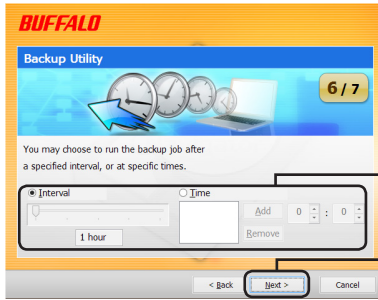 BUFFALO
Backup Utility
6 / 7
You may choose to run the backup job after
a specified interval, or at specific times.
Interval
Time
Add 0 : 0
1 hour
Remove
< Back Next > Cancel